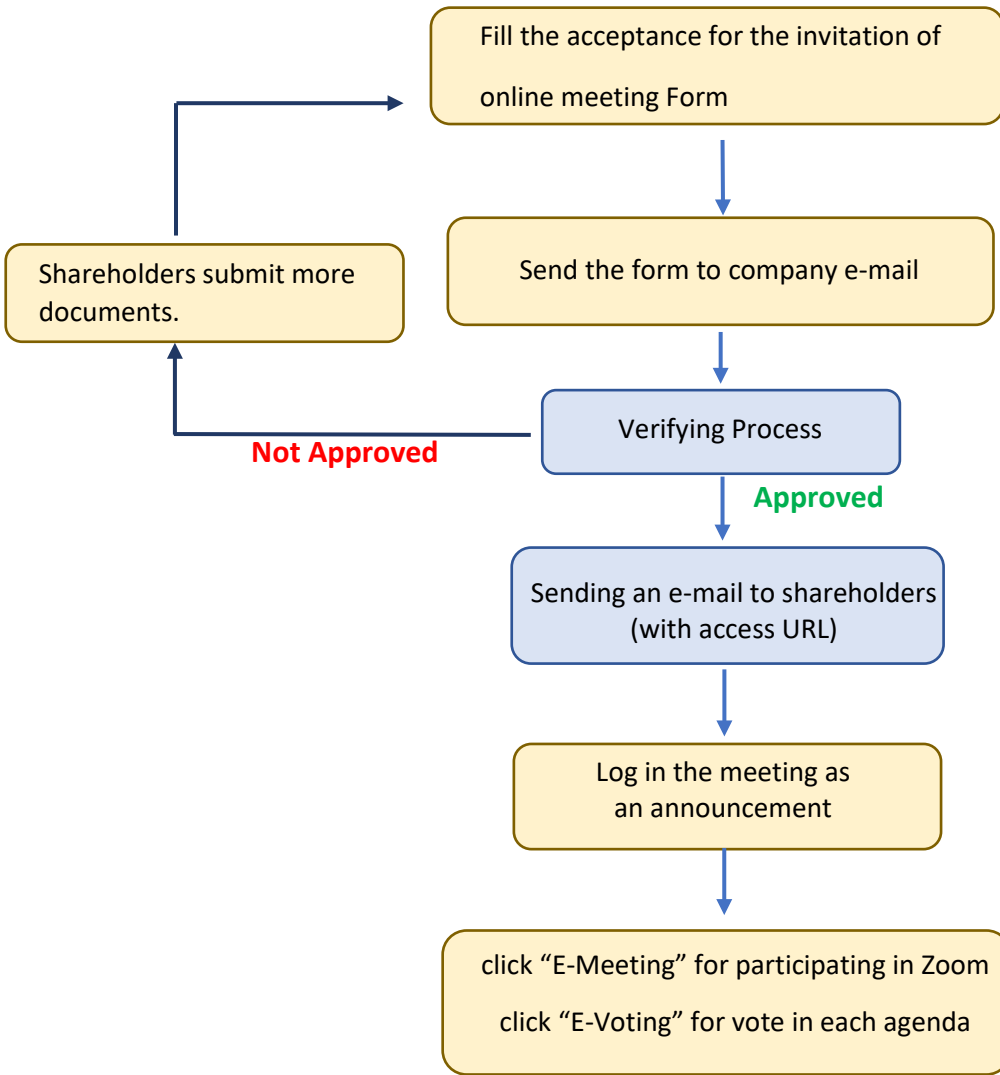 Fill the acceptance for the invitation of
online meeting Form
Send the form to company e-mail
Shareholders submit more
documents.
Verifying Process
Not Approved
Approved
Sending an e-mail to shareholders
(with access URL)
Log in the meeting as
an announcement
click “E-Meeting” for participating in Zoom
click “E-Voting” for vote in each agenda